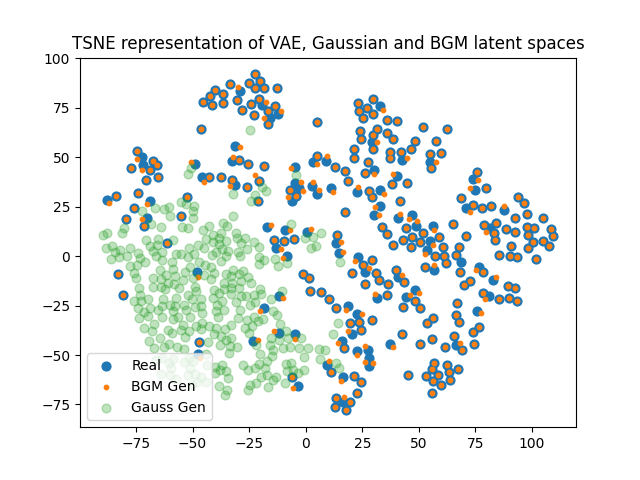 TSNE representation of VAE, Gaussian and BGM latent spaces
100
75
50
25
0
−25
−50
−75
Real
BGM Gen
Gauss Gen
−75 −50 −25 0 25 50 75 100